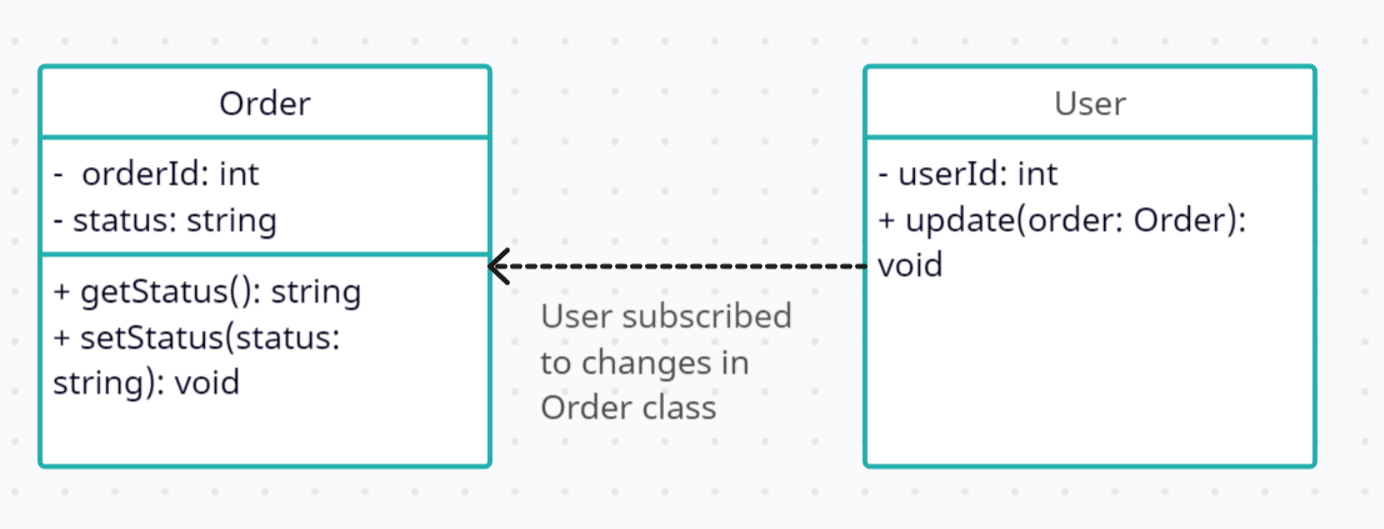 Order
-  orderId: int
- status: string
+ getStatus(): string
+ setStatus(status:
string): void
User subscribed
to changes in
Order class
User
- userId: int
+ update(order: Order):
void